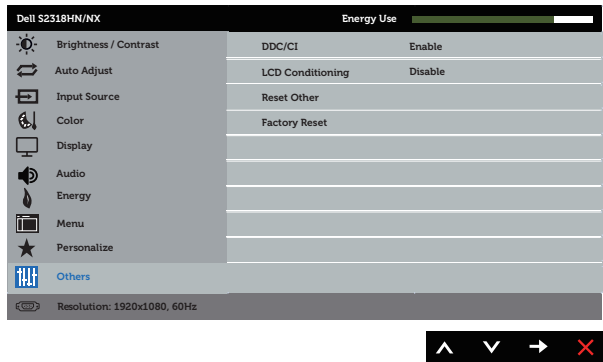 Dell S2318HN/NX Energy Use
Brightness / Contrast DDC/CI Enable
Auto Adjust LCD Conditioning Disable
Input Source Reset Other
Color Factory Reset
Display
Audio
Energy
Menu
Personalize
Others
Resolution: 1920x1080, 60Hz